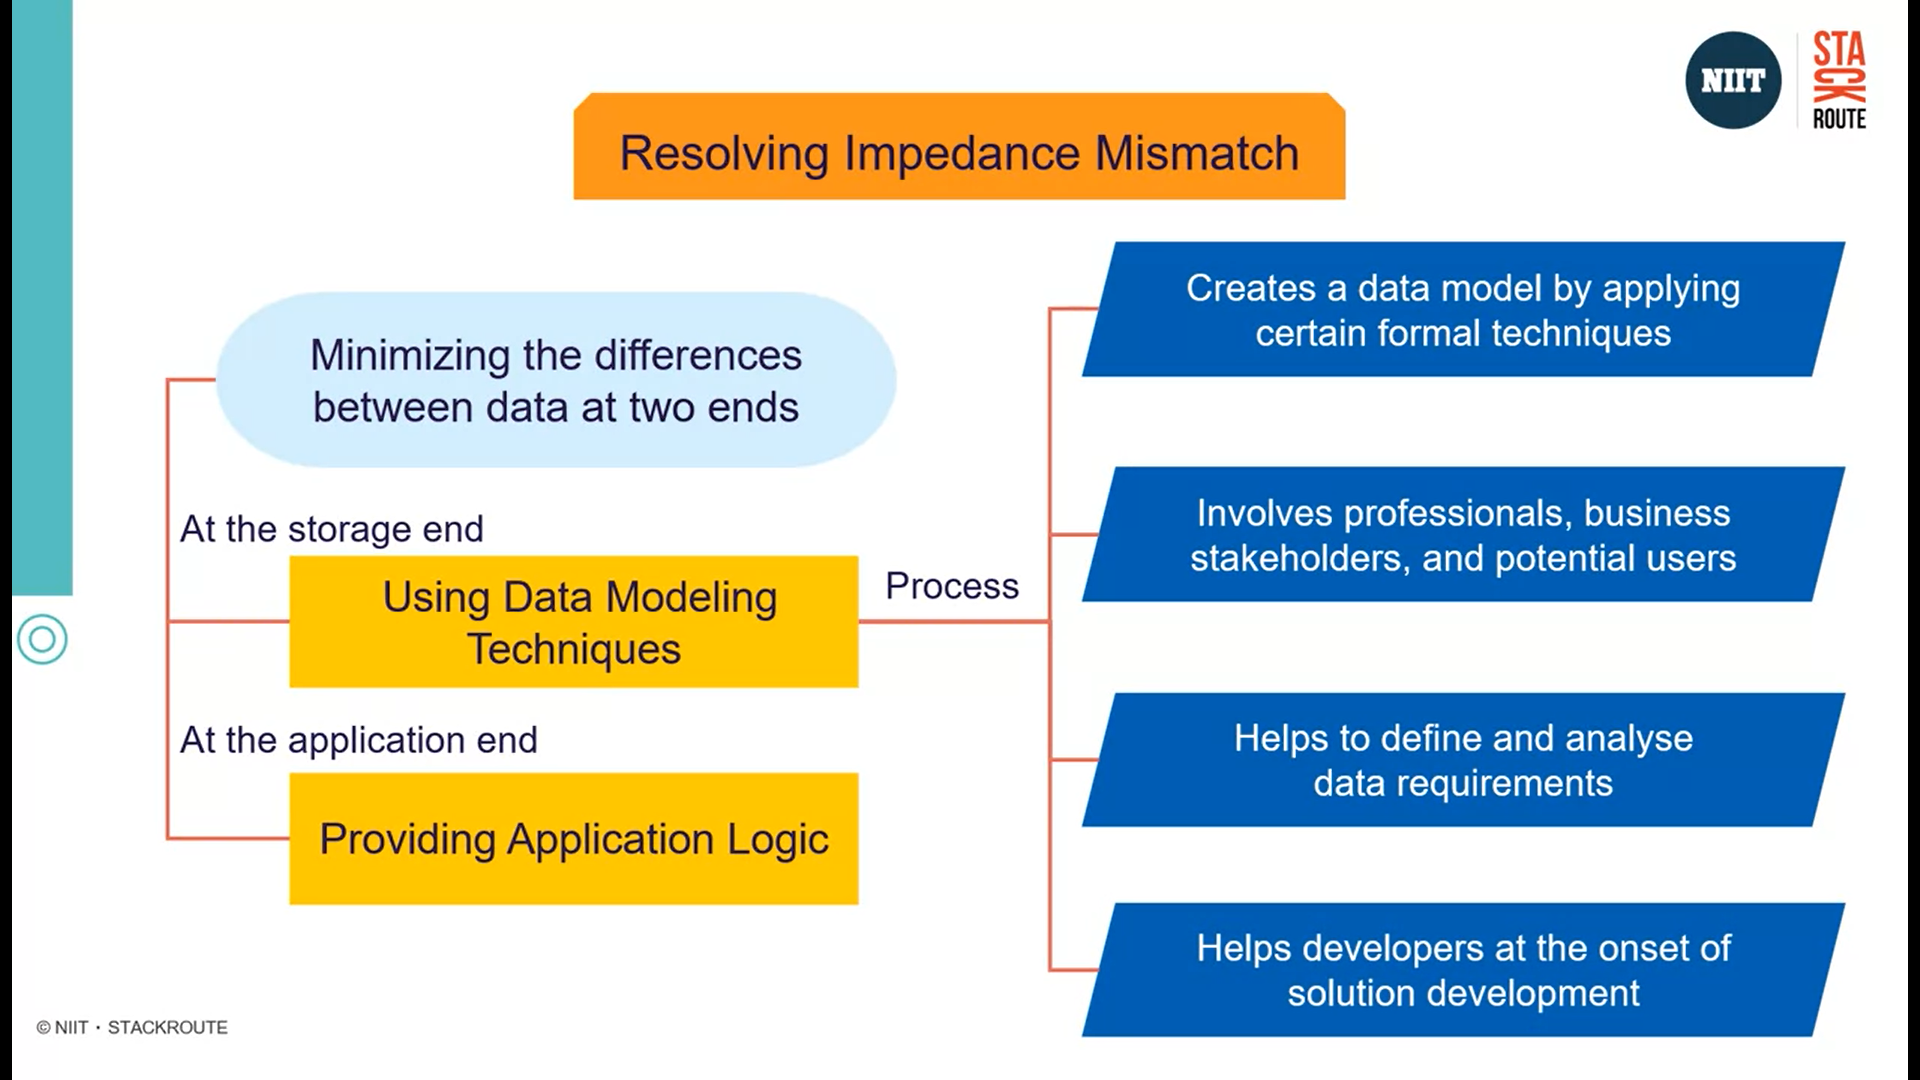 NIIT
STA
CK
ROUTE
Resolving Impedance Mismatch
Minimizing the differences
between data at two ends
At the storage end
Using Data Modeling
Techniques
At the application end
Providing Application Logic
Process
Creates a data model by applying
certain formal techniques
Involves professionals, business
stakeholders, and potential users
Helps to define and analyse
data requirements
Helps developers at the onset of
solution development
© NIIT · STACKROUTE